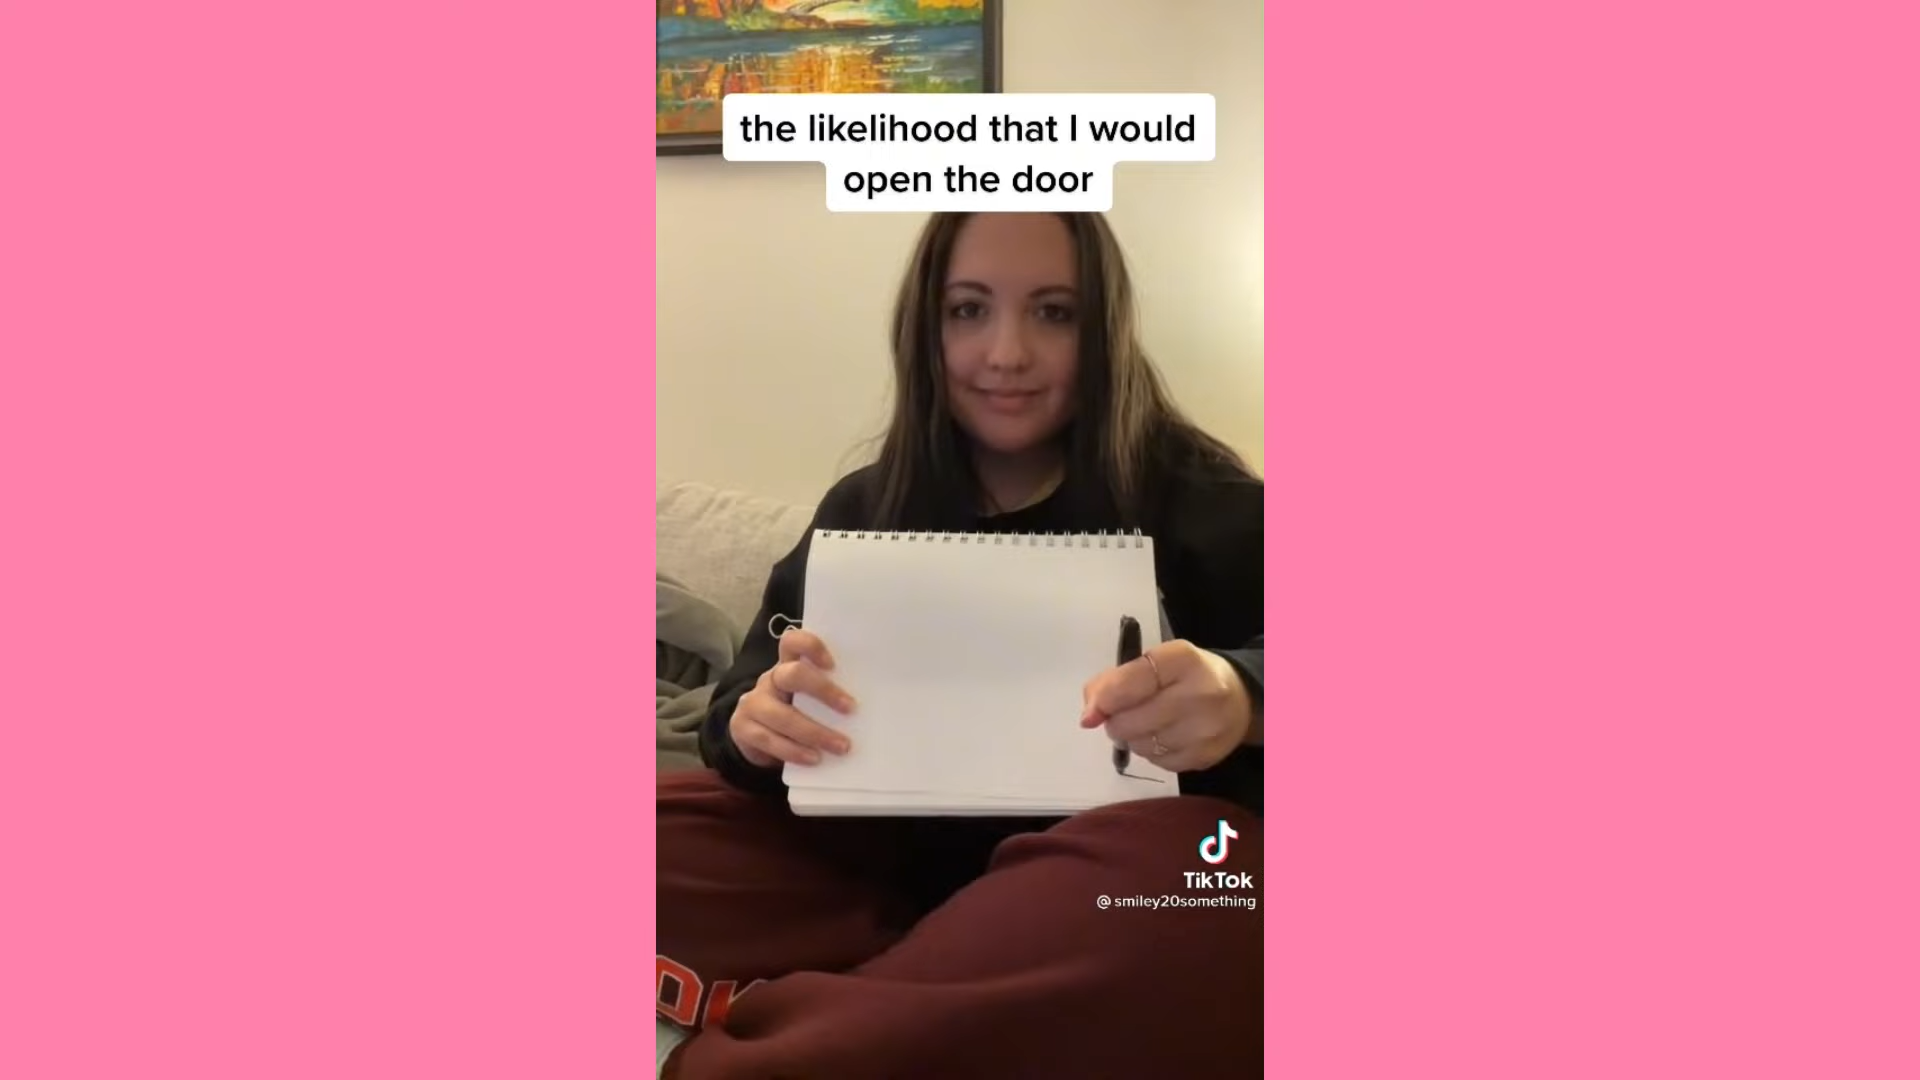 the likelihood that I would
open the door
TikTok
@smiley20something